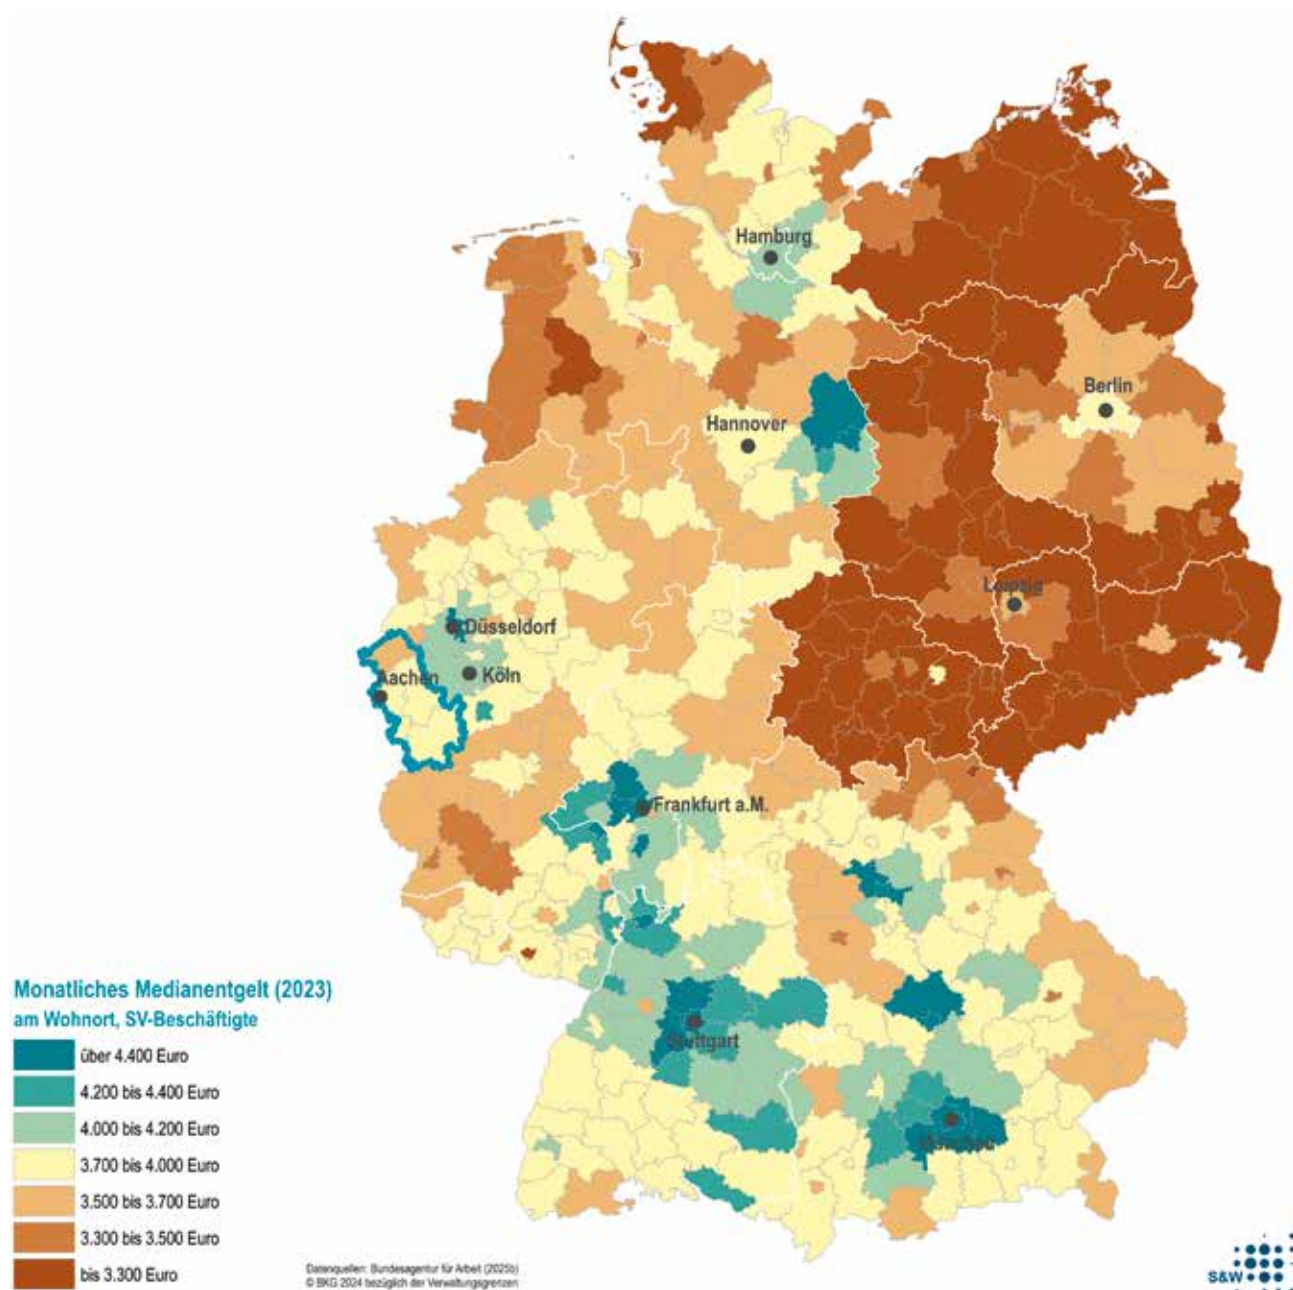 Hamburg
Berlin
Hannover
Leipzig
Düsseldorf
Aachen
Köln
Frankfurt a.M.
Stuttgart
München
Monatliches Medianentgelt (2023)
am Wohnort, SV-Beschäftigte
über 4.400 Euro
4.200 bis 4.400 Euro
4.000 bis 4.200 Euro
3.700 bis 4.000 Euro
3.500 bis 3.700 Euro
3.300 bis 3.500 Euro
bis 3.300 Euro
Datenquellen: Bundesagentur für Arbeit (2025b)
© BKG 2024 bezüglich der Verwaltungsgrenzen
S&W